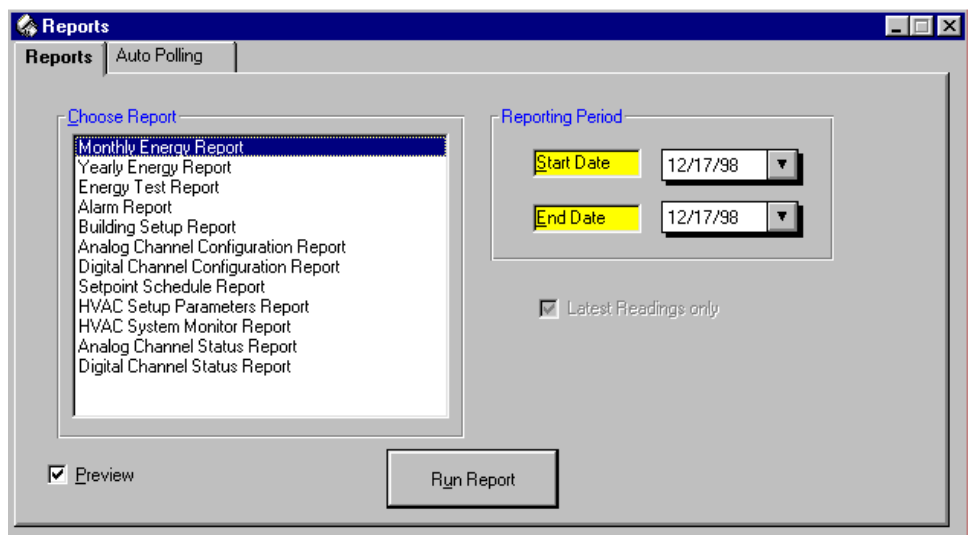 Reports
Reports Auto Polling
Choose Report
Monthly Energy Report
Yearly Energy Report
Energy Test Report
Alarm Report
Building Setup Report
Analog Channel Configuration Report
Digital Channel Configuration Report
Setpoint Schedule Report
HVAC Setup Parameters Report
HVAC System Monitor Report
Analog Channel Status Report
Digital Channel Status Report
Reporting Period
Start Date 12/17/98
End Date 12/17/98
Latest Readings only
Preview
Run Report